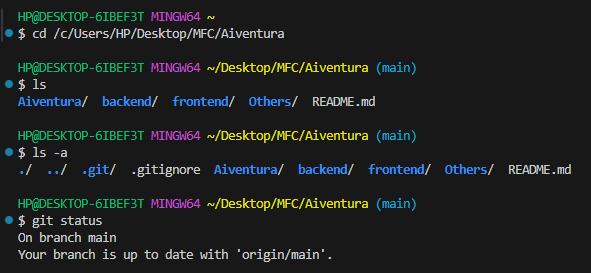 HP@DESKTOP-6IBEF3T MINGW64 ~
$ cd /c/Users/HP/Desktop/MFC/Aiventura
HP@DESKTOP-6IBEF3T MINGW64 ~/Desktop/MFC/Aiventura (main)
$ ls
Aiventura/ backend/ frontend/ Others/ README.md
HP@DESKTOP-6IBEF3T MINGW64 ~/Desktop/MFC/Aiventura (main)
$ ls -a
./ ../ .git/ .gitignore Aiventura/ backend/ frontend/ Others/ README.md
HP@DESKTOP-6IBEF3T MINGW64 ~/Desktop/MFC/Aiventura (main)
$ git status
On branch main
Your branch is up to date with 'origin/main'.